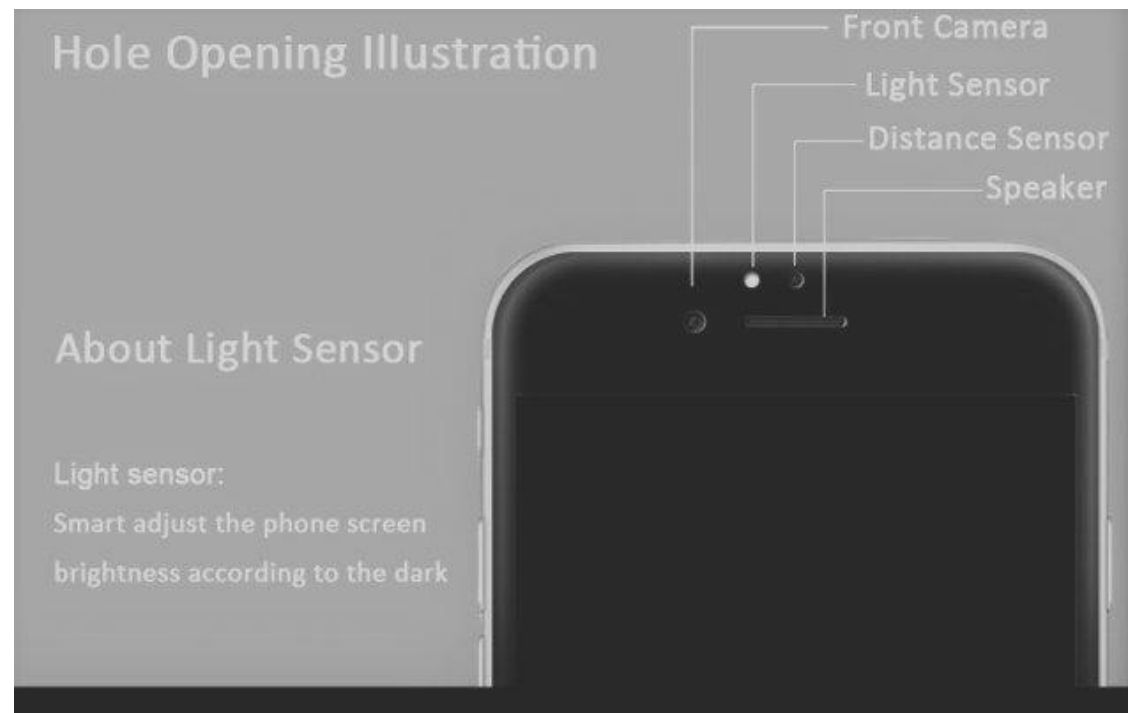 Hole Opening Illustration
Front Camera
Light Sensor
Distance Sensor
Speaker
About Light Sensor
Light sensor:
Smart adjust the phone screen
brightness according to the dark